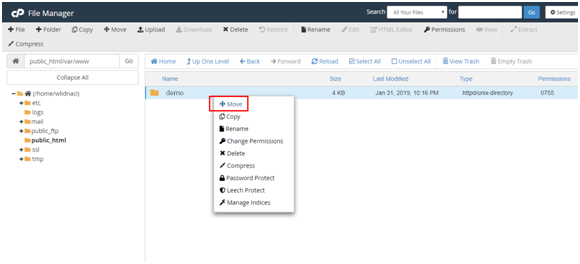 cP File Manager Search All Your Files for Go Settings
+ File + Folder Copy Move Upload Download Delete Restore Rename Edit HTML Editor Permissions View Extract
Compress
public_html/var/www Go
Home Up One Level Back Forward Reload Select All Unselect All View Trash Empty Trash
Collapse All
Name Size Last Modified Type Permissions
(/home/wildnaci)
etc
logs
mail
public_ftp
public_html
ssl
tmp
demo 4 KB Jan 31, 2019, 10:16 PM httpd/unix-directory 0755
Move
Copy
Rename
Change Permissions
Delete
Compress
Password Protect
Leech Protect
Manage Indices